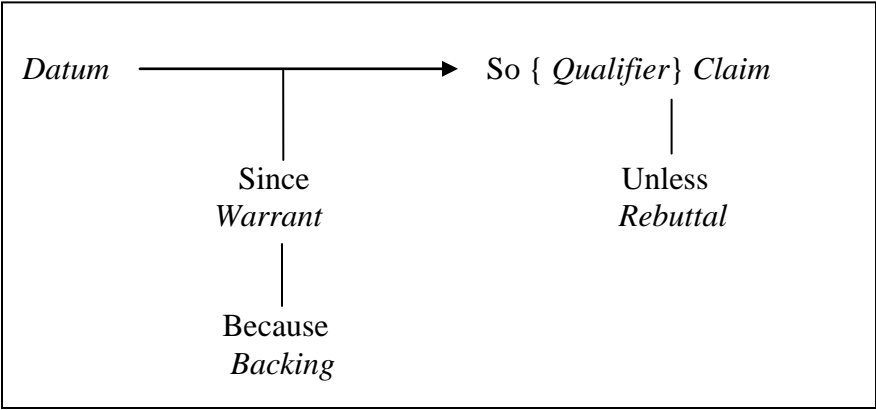 Datum So { Qualifier} Claim
Since
Warrant
Unless
Rebuttal
Because
Backing